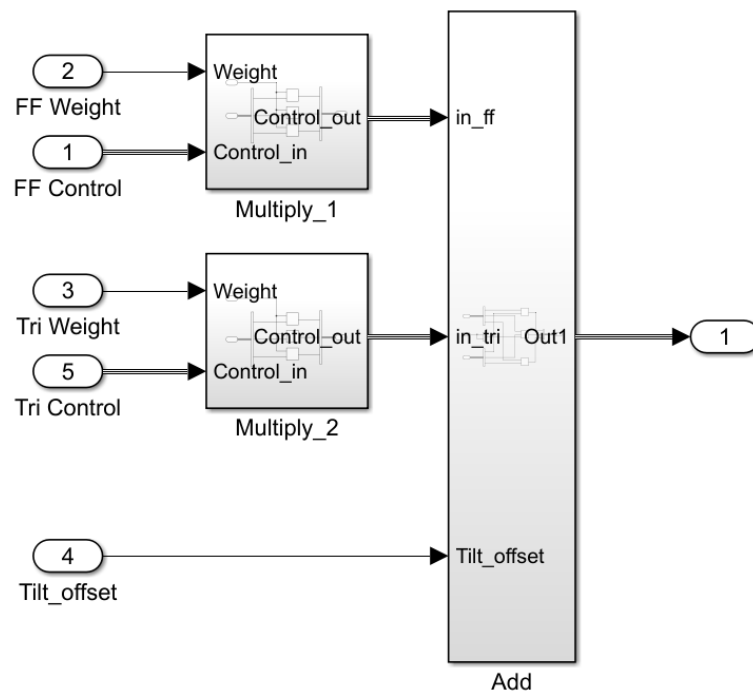 2
FF Weight
1
FF Control
Weight
Control_out
Control_in
Multiply_1
3
Tri Weight
5
Tri Control
Weight
Control_out
Control_in
Multiply_2
4
Tilt_offset
in_ff
in_tri
Out1
Tilt_offset
Add
1